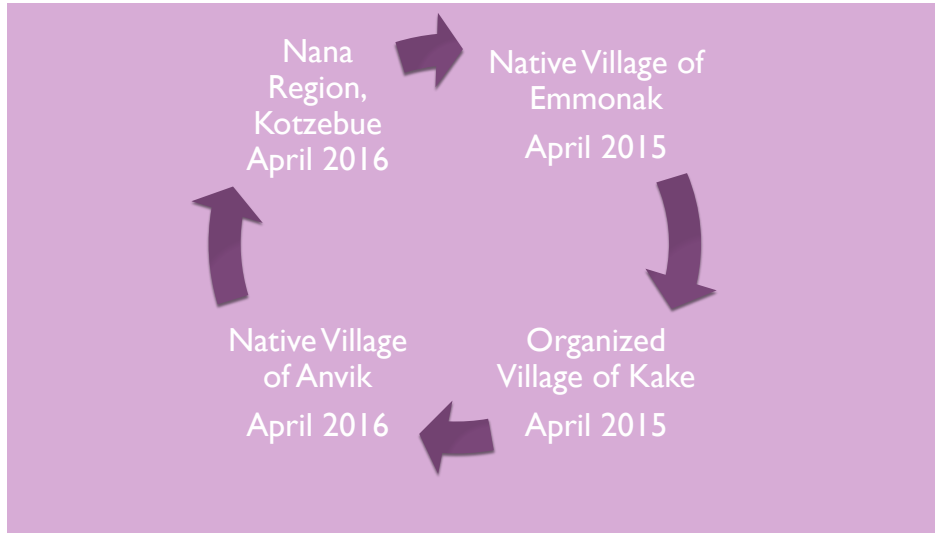 Nana
Region,
Kotzebue
April 2016
Native Village of
Emmonak
April 2015
Organized
Village of Kake
April 2015
Native Village
of Anvik
April 2016